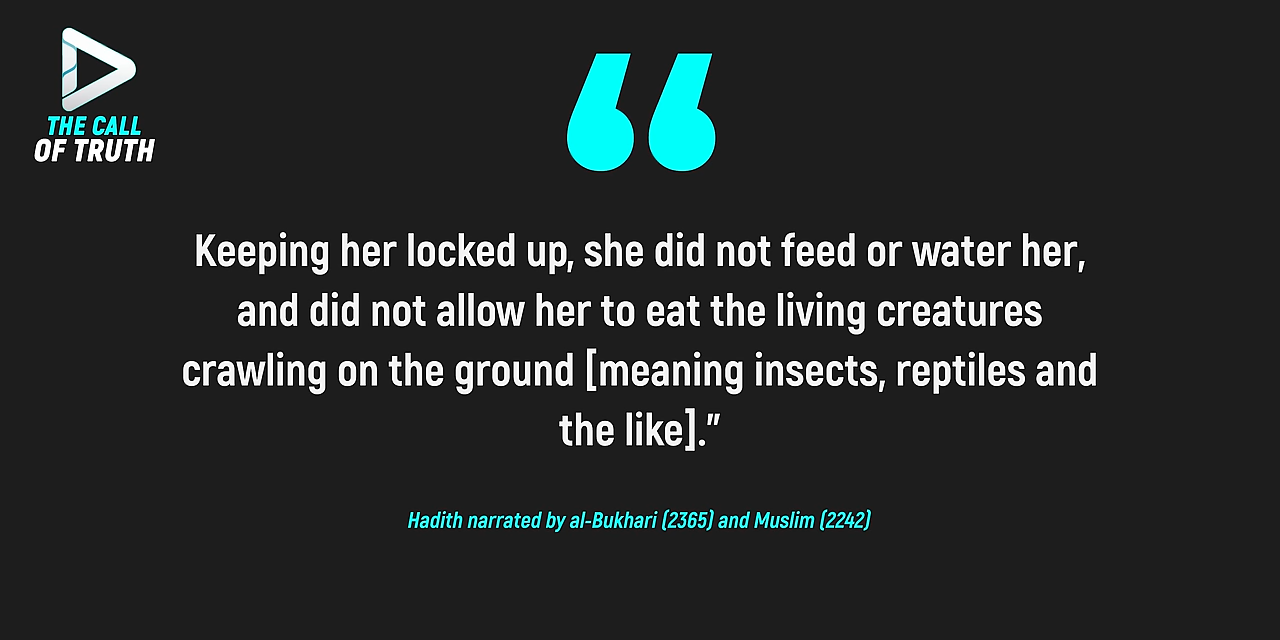 THE CALL
OF TRUTH
“
Keeping her locked up, she did not feed or water her,
and did not allow her to eat the living creatures
crawling on the ground [meaning insects, reptiles and
the like].”
Hadith narrated by al-Bukhari (2365) and Muslim (2242)